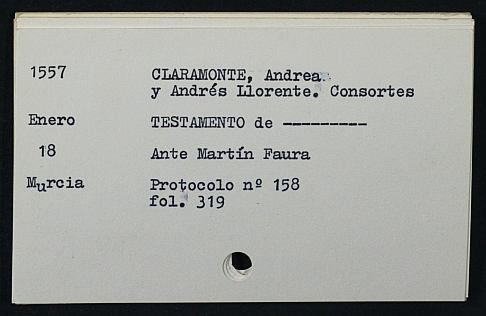 1557 CLARAMONTE, Andrea.
y Andrés Llorente. Consortes
Enero TESTAMENTO de ---------
18 Ante Martín Faura
Murcia Protocolo nº 158
fol. 319